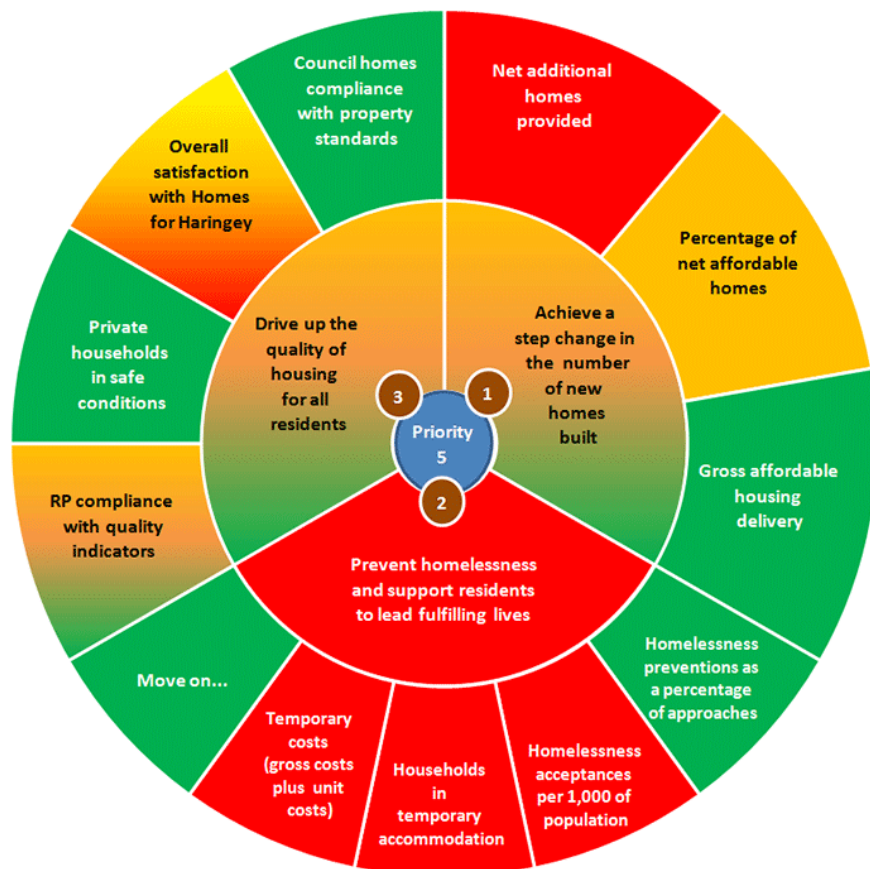 Council homes
compliance
with property
standards
Net additional
homes
provided
Overall
satisfaction
with Homes
for Haringey
Percentage of
net affordable
homes
Private
households
in safe
conditions
Drive up the
quality of
housing
for all
residents
Achieve a
step change in
the number
of new
homes
built
3
1
Priority
5
2
RP compliance
with quality
indicators
Gross affordable
housing
delivery
Prevent homelessness
and support residents
to lead fulfilling lives
Move on...
Homelessness
preventions as
a percentage
of approaches
Temporary
costs
(gross costs
plus unit
costs)
Households
in
temporary
accommodation
Homelessness
acceptances
per 1,000 of
population